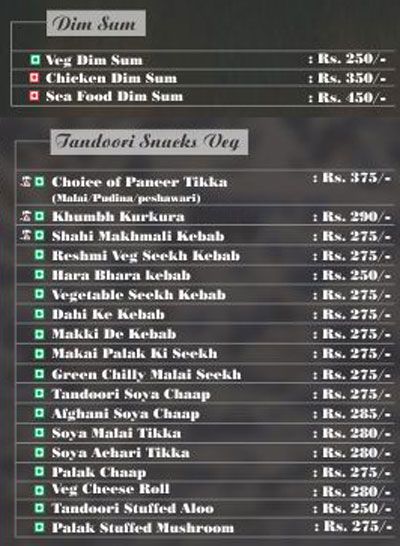 Dim Sum
Veg Dim Sum : Rs. 250/-
Chicken Dim Sum : Rs. 350/-
Sea Food Dim Sum : Rs. 450/-
Tandoori Snacks Veg
Choice of Paneer Tikka : Rs. 375/-
(Malai/Pudina/peshawari)
Khumbh Kurkura : Rs. 290/-
Shahi Makhmali Kebab : Rs. 275/-
Reshmi Veg Seekh Kebab : Rs. 275/-
Hara Bhara kebab : Rs. 250/-
Vegetable Seekh Kebab : Rs. 275/-
Dahi Ke Kebab : Rs. 275/-
Makki De Kebab : Rs. 275/-
Makai Palak Ki Seekh : Rs. 275/-
Green Chilly Malai Seekh : Rs. 275/-
Tandoori Soya Chaap : Rs. 275/-
Afghani Soya Chaap : Rs. 285/-
Soya Malai Tikka : Rs. 280/-
Soya Achari Tikka : Rs. 280/-
Palak Chaap : Rs. 275/-
Veg Cheese Roll : Rs. 280/-
Tandoori Stuffed Aloo : Rs. 250/-
Palak Stuffed Mushroom : Rs. 275/-